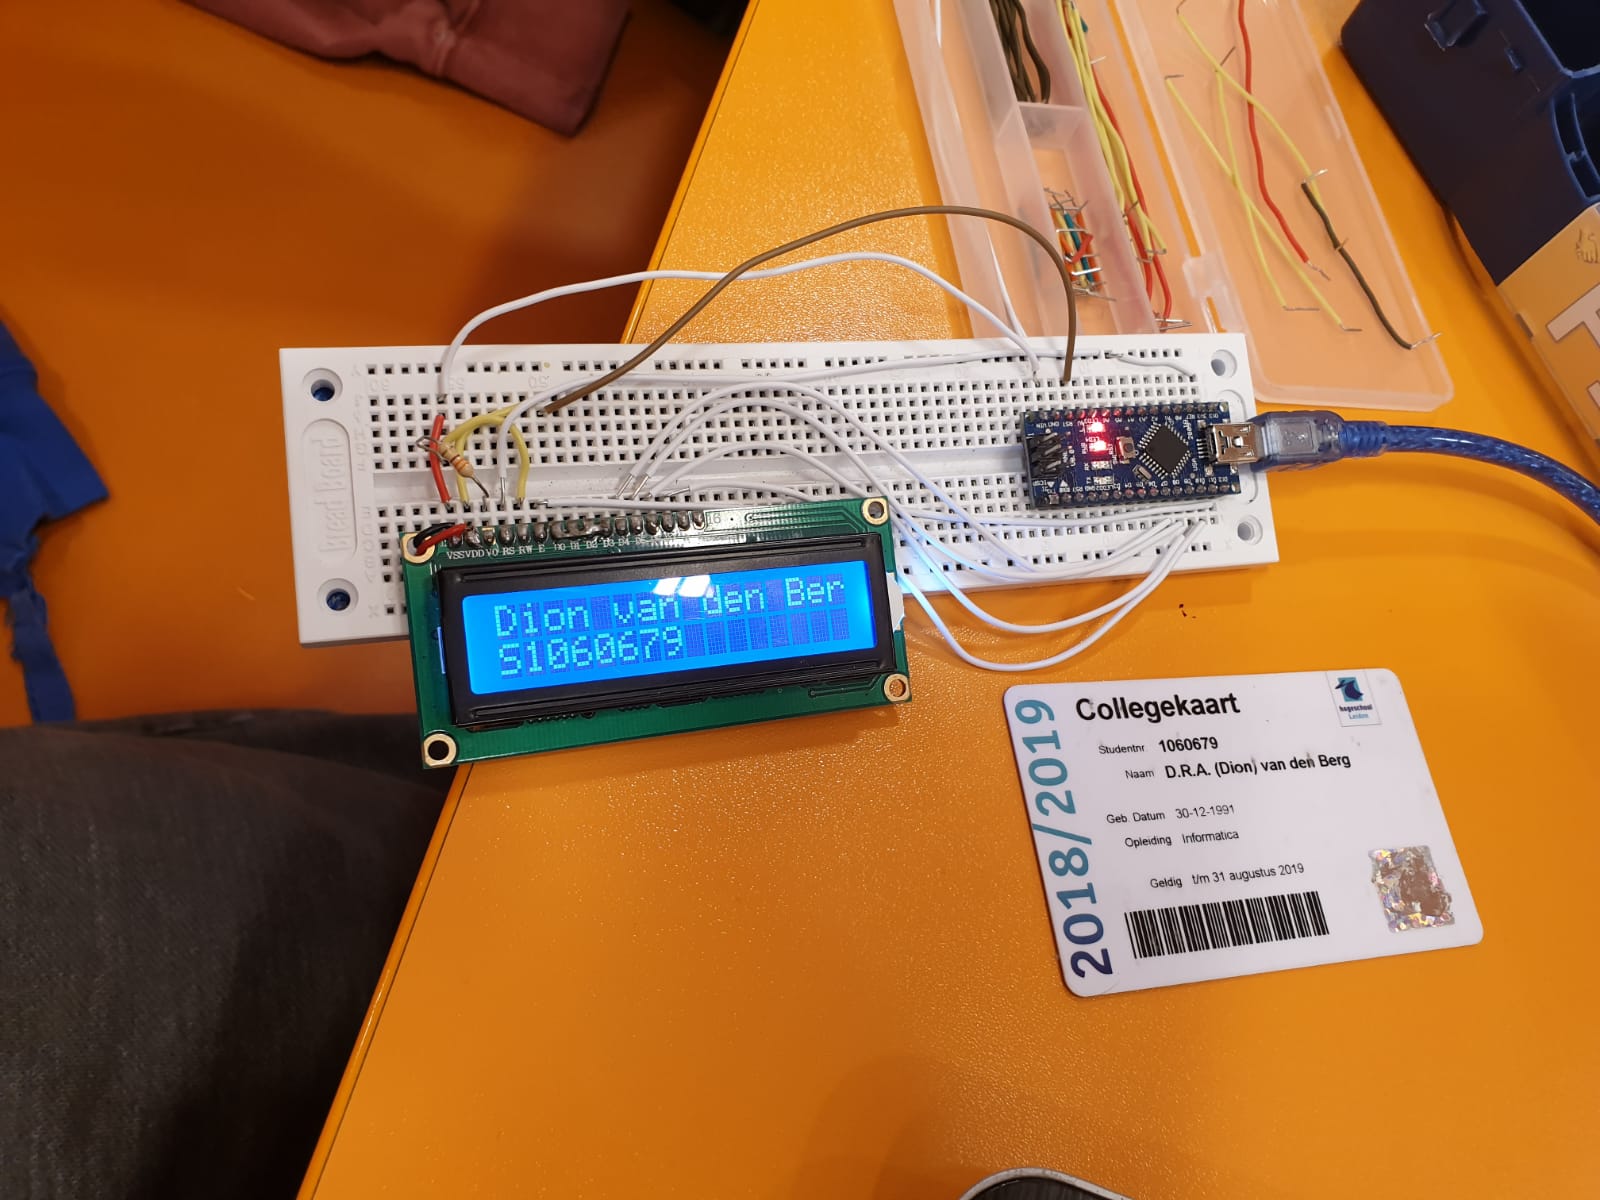 bread board
VSS VDD V0 RS RW E D0 D1 D2 D3 D4 D5
16
Dion van den Ber
S1060679
2018/2019
Collegekaart
hogeschool
Leiden
Studentnr 1060679
Naam D.R.A. (Dion) van den Berg
Geb. Datum 30-12-1991
Opleiding Informatica
Geldig t/m 31 augustus 2019